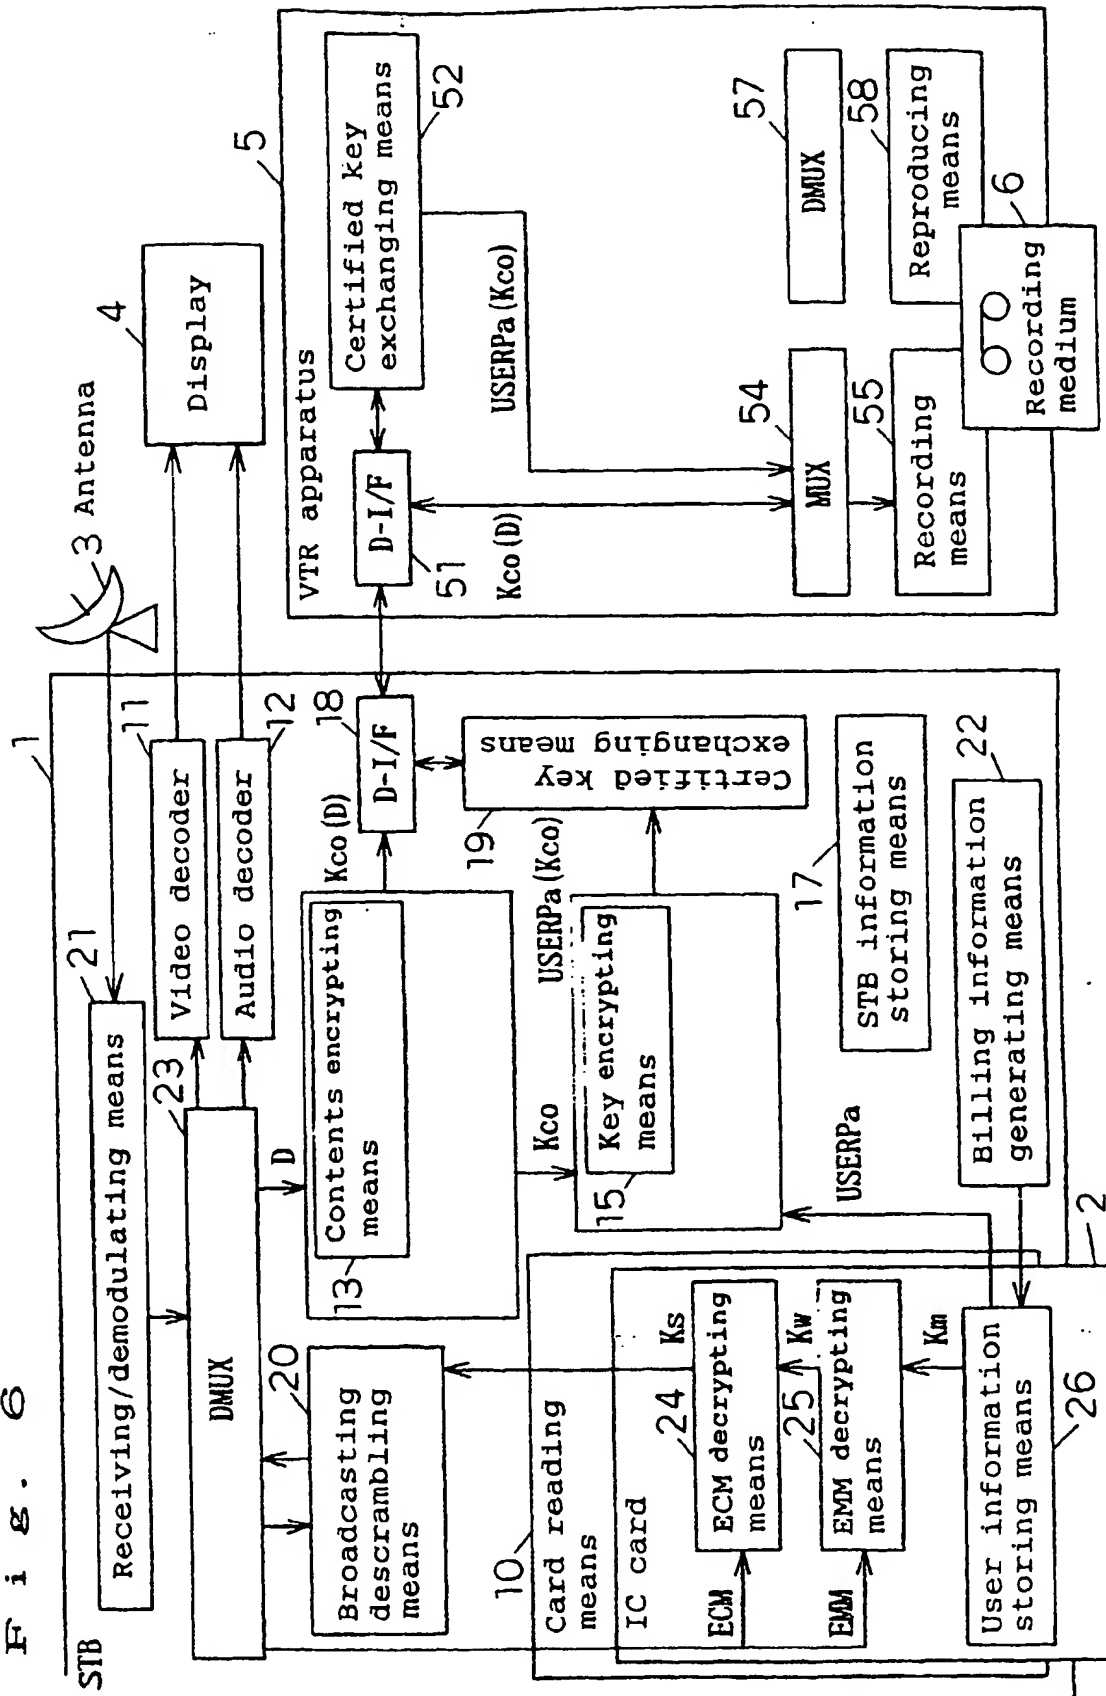 Fig. 6
STB
1
Receiving/demodulating means
21
3 Antenna
DMUX
23
Video decoder
11
Audio decoder
12
Display
4
D
Broadcasting
descrambling
means
20
Contents encrypting
means
13
Kco(D)
D-I/F
18
Kco
USERPa(Kco)
Key encrypting
means
15
Certified key
exchanging means
19
STB information
storing means
17
Billing information
generating means
22
USERPa
Card reading
means
10
IC card
2
ECM
ECM decrypting
means
24
Ks
EMM
EMM decrypting
means
25
Kw
Km
User information
storing means
26
VTR apparatus
5
D-I/F
51
Certified key
exchanging means
52
USERPa(Kco)
Kco(D)
MUX
54
DMUX
57
Recording
means
55
Reproducing
means
58
Recording
medium
6